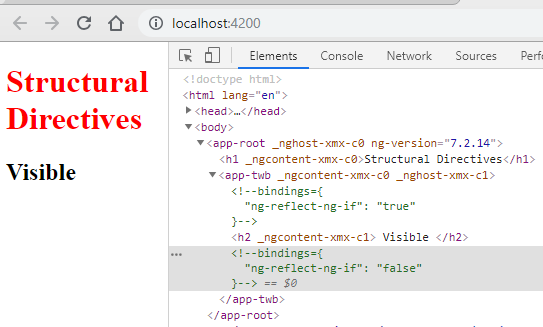 localhost:4200
Elements Console Network Sources Perfo
Structural
Directives
Visible
<!doctype html>
<html lang="en">
<head>…</head>
<body>
<app-root _nghost-xmx-c0 ng-version="7.2.14">
<h1 _ngcontent-xmx-c0>Structural Directives</h1>
<app-twb _ngcontent-xmx-c0 _nghost-xmx-c1>
<!--bindings={
"ng-reflect-ng-if": "true"
}-->
<h2 _ngcontent-xmx-c1> Visible </h2>
<!--bindings={
"ng-reflect-ng-if": "false"
}--> == $0
</app-twb>
</app-root>